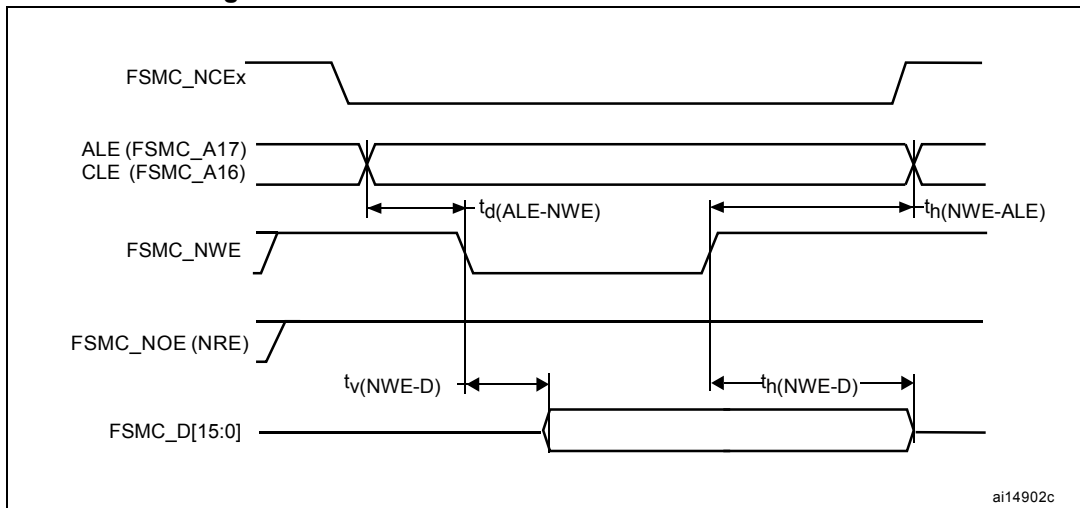 FSMC_NCEx
ALE (FSMC_A17)
CLE (FSMC_A16)
td(ALE-NWE)
th(NWE-ALE)
FSMC_NWE
FSMC_NOE (NRE)
tv(NWE-D)
th(NWE-D)
FSMC_D[15:0]
ai14902c